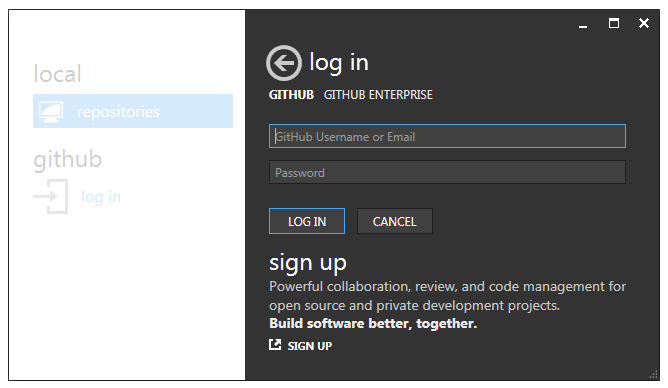 local
repositories
github
log in
log in
GITHUB GITHUB ENTERPRISE
GitHub Username or Email
Password
LOG IN CANCEL
sign up
Powerful collaboration, review, and code management for
open source and private development projects.
Build software better, together.
SIGN UP